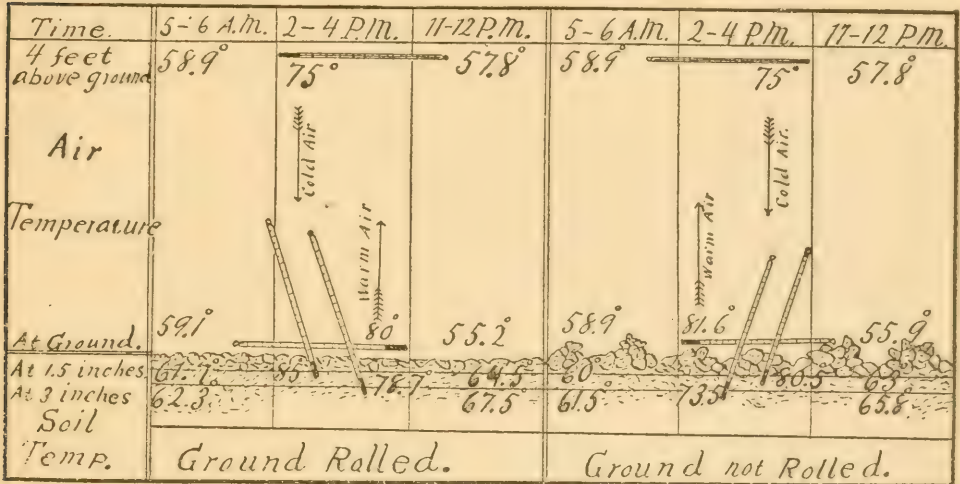 Time. 5-6 A.M. 2-4 P.M. 11-12 P.M. 5-6 A.M. 2-4 P.M. 11-12 P.M.
4 feet
above ground 58.9° 75° 57.8° 58.9° 75° 57.8°
Air
Cold Air
Cold Air.
Temperature
Warm Air
Warm Air
At Ground. 59.1° 80° 55.2° 58.9° 81.6° 55.9°
At 1.5 inches 85° 78.7° 64.5° 60° 80.5°
At 3 inches 62.3° 67.5° 61.5° 73.5° 65.8°
Soil
Temp. Ground Rolled. Ground not Rolled.